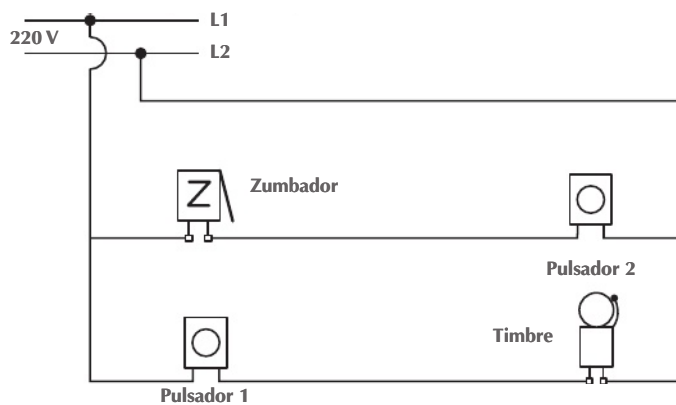 L1
220 V
L2
Z
Zumbador
Pulsador 2
Timbre
Pulsador 1